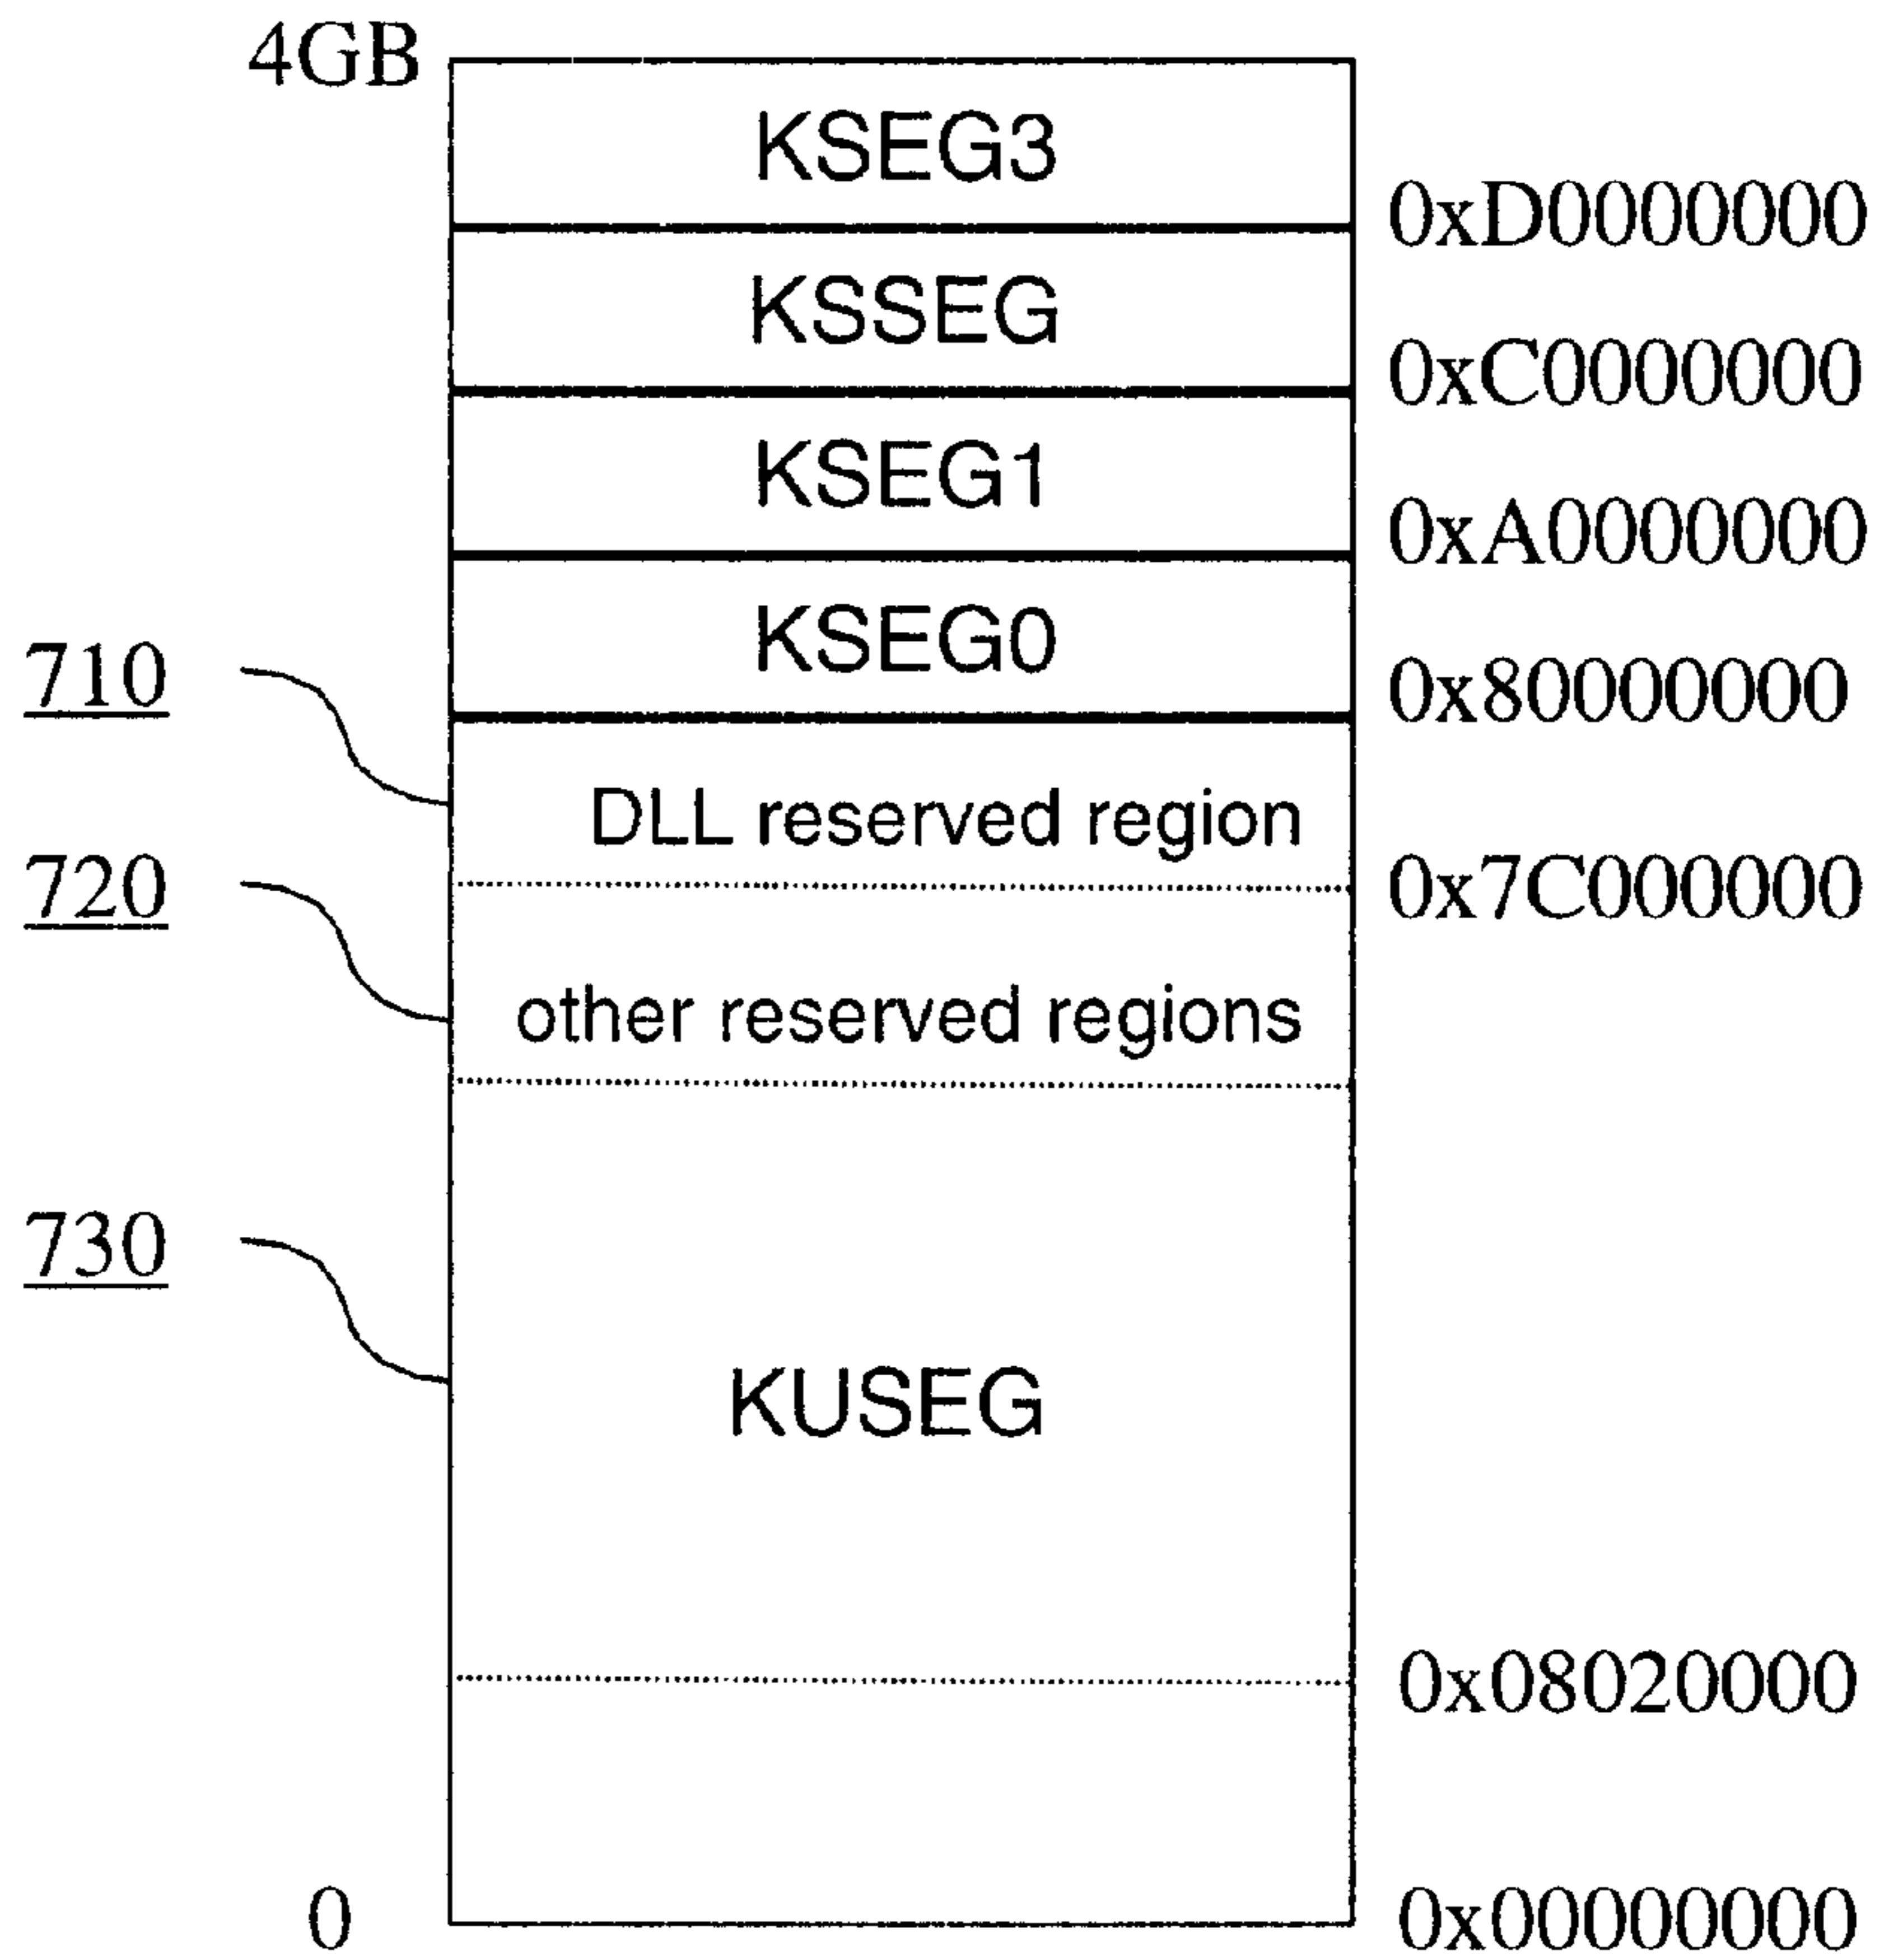 4GB
KSEG3
0xD0000000
KSSEG
0xC0000000
KSEG1
0xA0000000
KSEG0
0x80000000
710
DLL reserved region
0x7C000000
720
other reserved regions
730
KUSEG
0x08020000
0
0x00000000